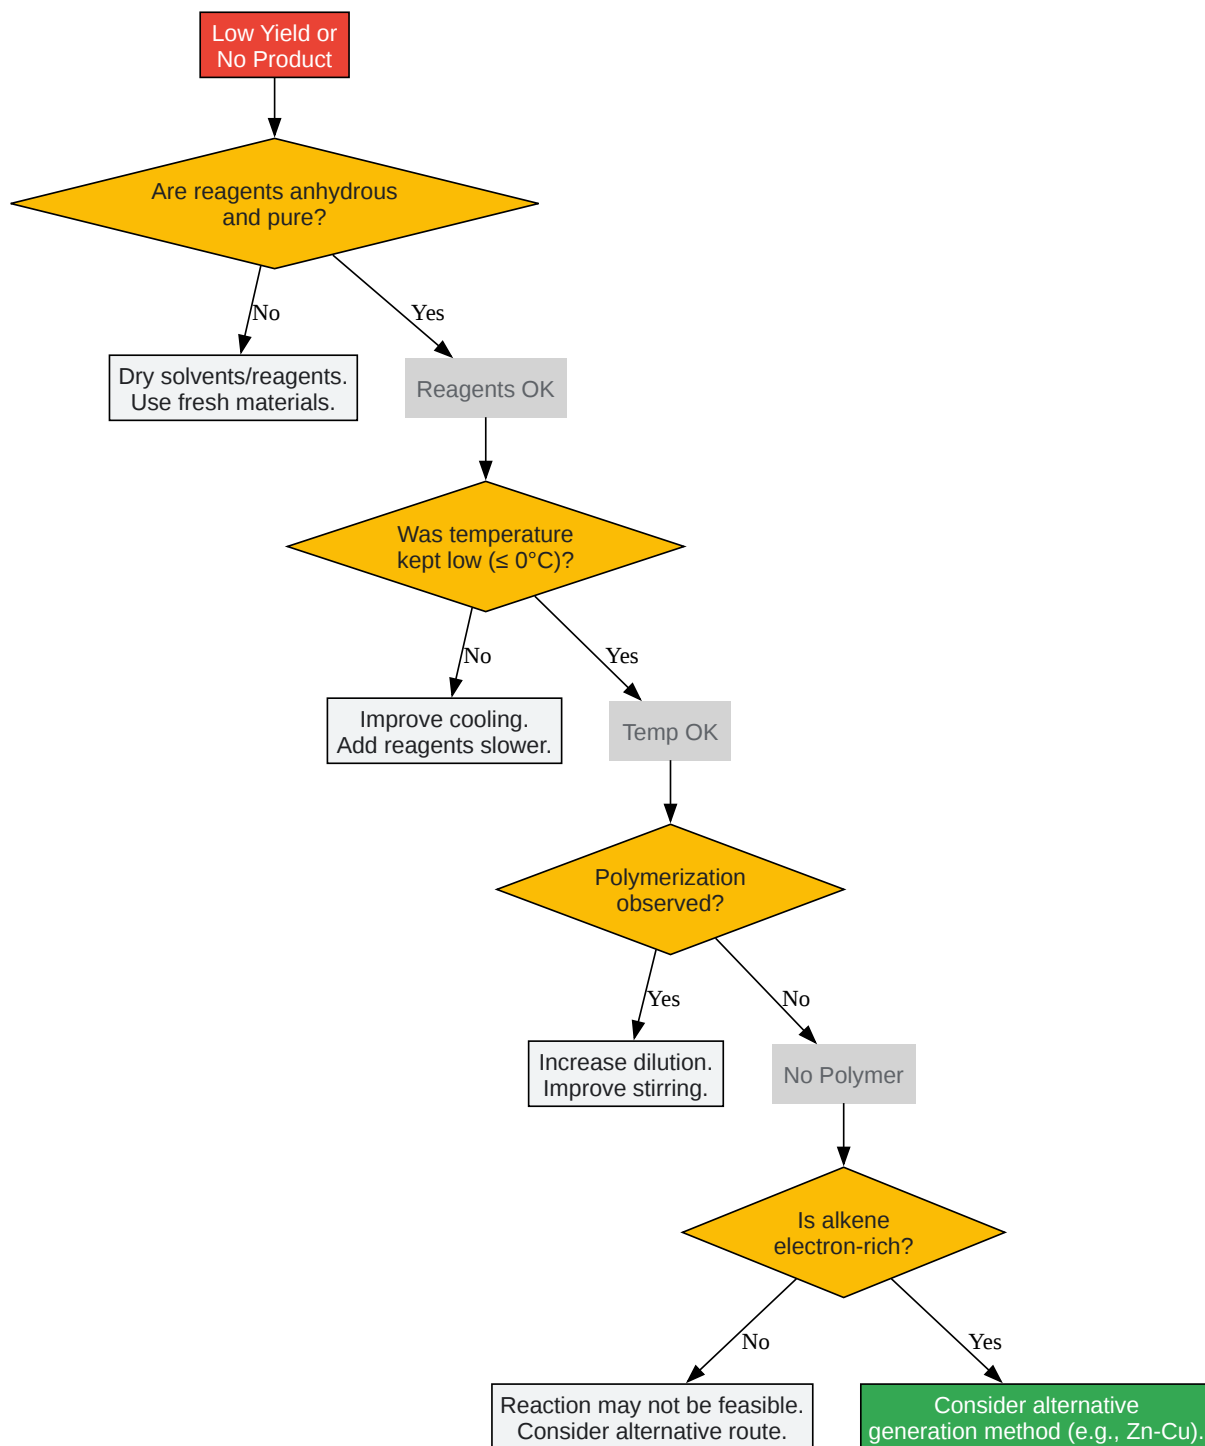 Low Yield or
No Product
Are reagents anhydrous
and pure?
No
Yes
Dry solvents/reagents.
Use fresh materials.
Reagents OK
Was temperature
kept low (≤ 0°C)?
No
Yes
Improve cooling.
Add reagents slower.
Temp OK
Polymerization
observed?
Yes
No
Increase dilution.
Improve stirring.
No Polymer
Is alkene
electron-rich?
No
Yes
Reaction may not be feasible.
Consider alternative route.
Consider alternative
generation method (e.g., Zn-Cu).